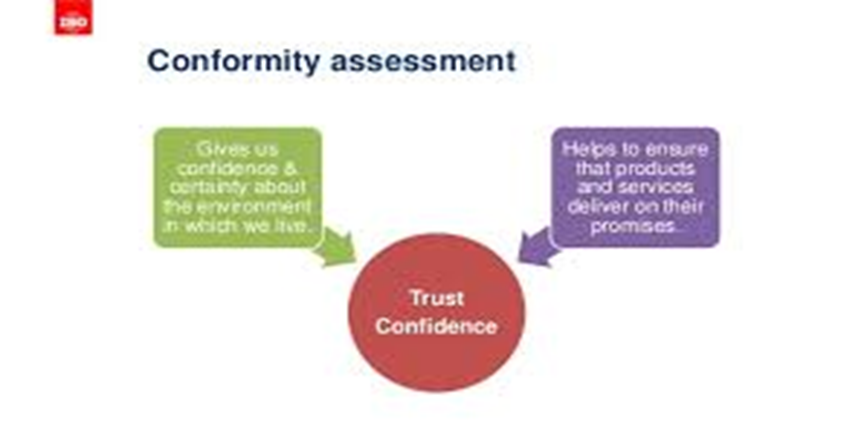 ISO
Conformity assessment
Gives us
confidence &
certainty about
the environment
in which we live.
Helps to ensure
that products
and services
deliver on their
promises.
Trust
Confidence